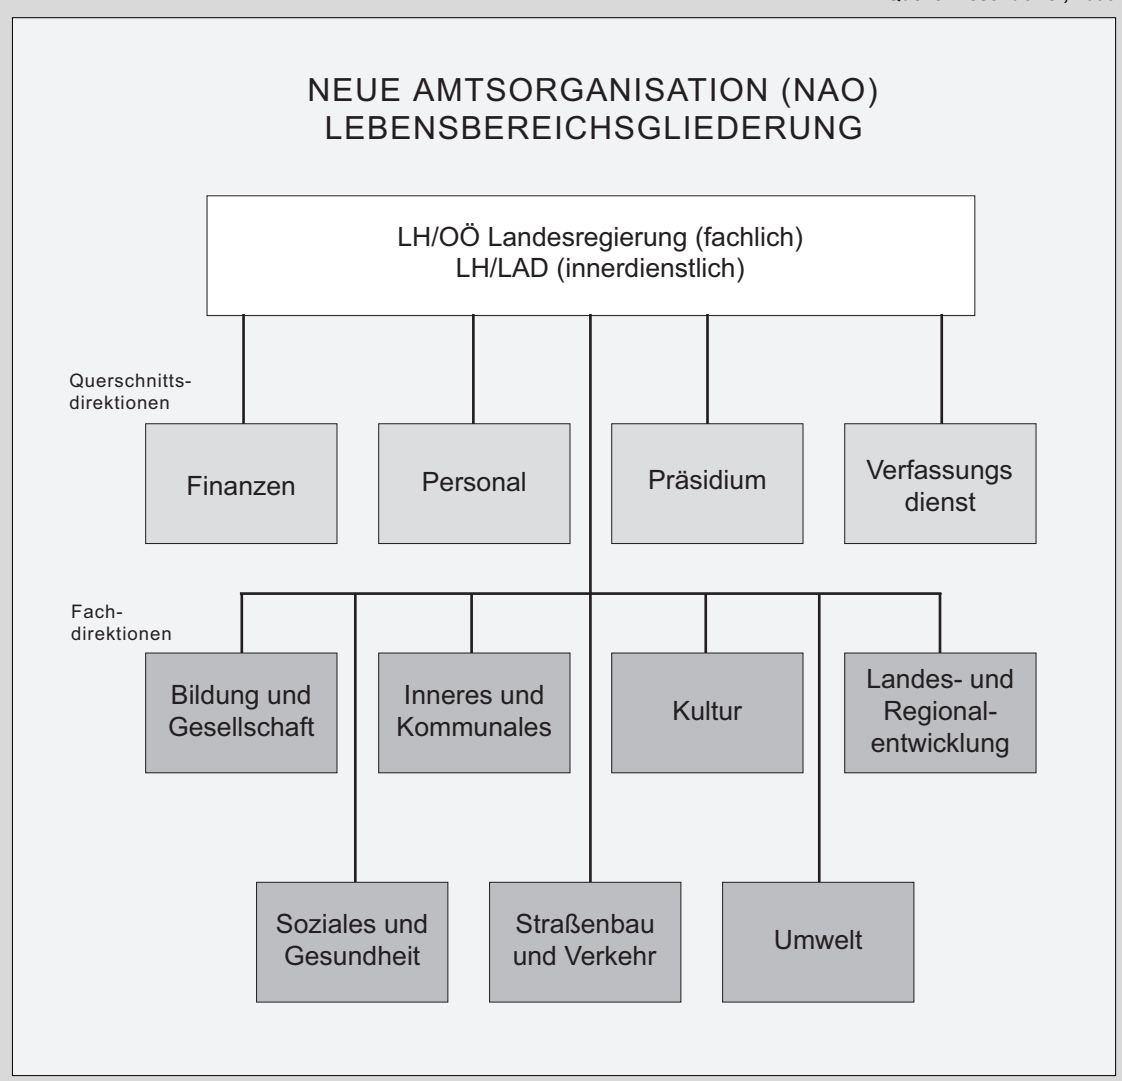 NEUE AMTSORGANISATION (NAO)
LEBENSBEREICHSGLIEDERUNG
LH/OÖ Landesregierung (fachlich)
LH/LAD (innerdienstlich)
Querschnitts-
direktionen
Finanzen
Personal
Präsidium
Verfassungs
dienst
Fach-
direktionen
Bildung und
Gesellschaft
Inneres und
Kommunales
Kultur
Landes- und
Regional-
entwicklung
Soziales und
Gesundheit
Straßenbau
und Verkehr
Umwelt